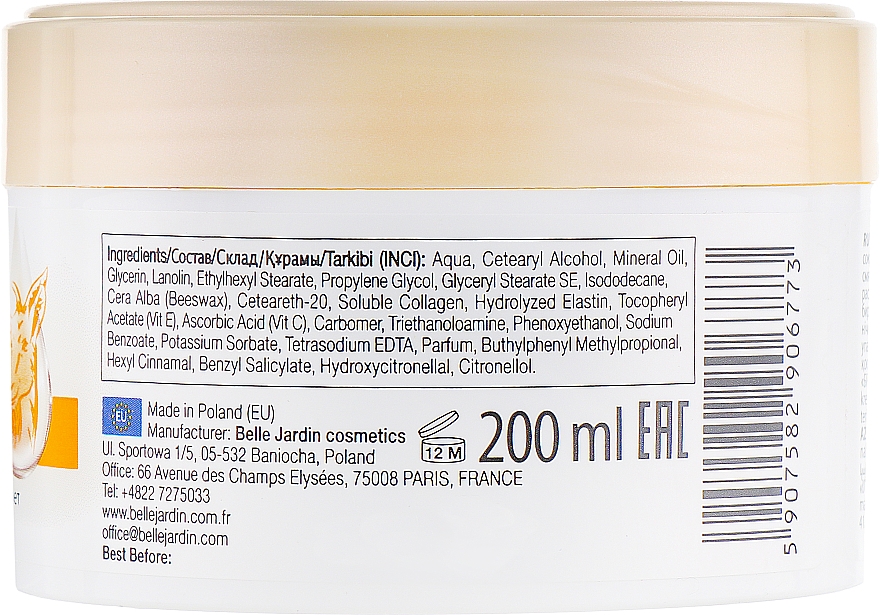 Ingredients/Состав/Склад/Құрамы/Tarkibi (INCI): Aqua, Cetearyl Alcohol, Mineral Oil,
Glycerin, Lanolin, Ethylhexyl Stearate, Propylene Glycol, Glyceryl Stearate SE, Isododecane,
Cera Alba (Beeswax), Ceteareth-20, Soluble Collagen, Hydrolyzed Elastin, Tocopheryl
Acetate (Vit E), Ascorbic Acid (Vit C), Carbomer, Triethanoloamine, Phenoxyethanol, Sodium
Benzoate, Potassium Sorbate, Tetrasodium EDTA, Parfum, Buthylphenyl Methylpropional,
Hexyl Cinnamal, Benzyl Salicylate, Hydroxycitronellal, Citronellol.
EU
Made in Poland (EU)
Manufacturer: Belle Jardin cosmetics
Ul. Sportowa 1/5, 05-532 Baniocha, Poland
Office: 66 Avenue des Champs Elysées, 75008 PARIS, FRANCE
Tel: +4822 7275033
www.bellejardin.com.fr
office@bellejardin.com
Best Before:
12 M
200 ml EAC
5 907582 906773